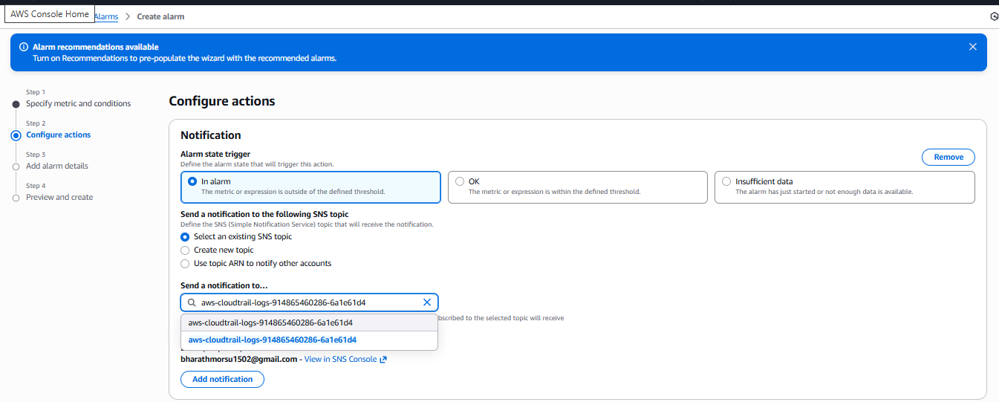 AWS Console Home
Alarms > Create alarm
Alarm recommendations available
Turn on Recommendations to pre-populate the wizard with the recommended alarms.
Step 1
Specify metric and conditions
Step 2
Configure actions
Step 3
Add alarm details
Step 4
Preview and create
Configure actions
Notification
Alarm state trigger
Define the alarm state that will trigger this action.
Remove
In alarm
The metric or expression is outside of the defined threshold.
OK
The metric or expression is within the defined threshold.
Insufficient data
The alarm has just started or not enough data is available.
Send a notification to the following SNS topic
Define the SNS (Simple Notification Service) topic that will receive the notification.
Select an existing SNS topic
Create new topic
Use topic ARN to notify other accounts
Send a notification to…
aws-cloudtrail-logs-914865460286-6a1e61d4
bscribed to the selected topic will receive
aws-cloudtrail-logs-914865460286-6a1e61d4
aws-cloudtrail-logs-914865460286-6a1e61d4
bharathmorsu1502@gmail.com - View in SNS Console
Add notification